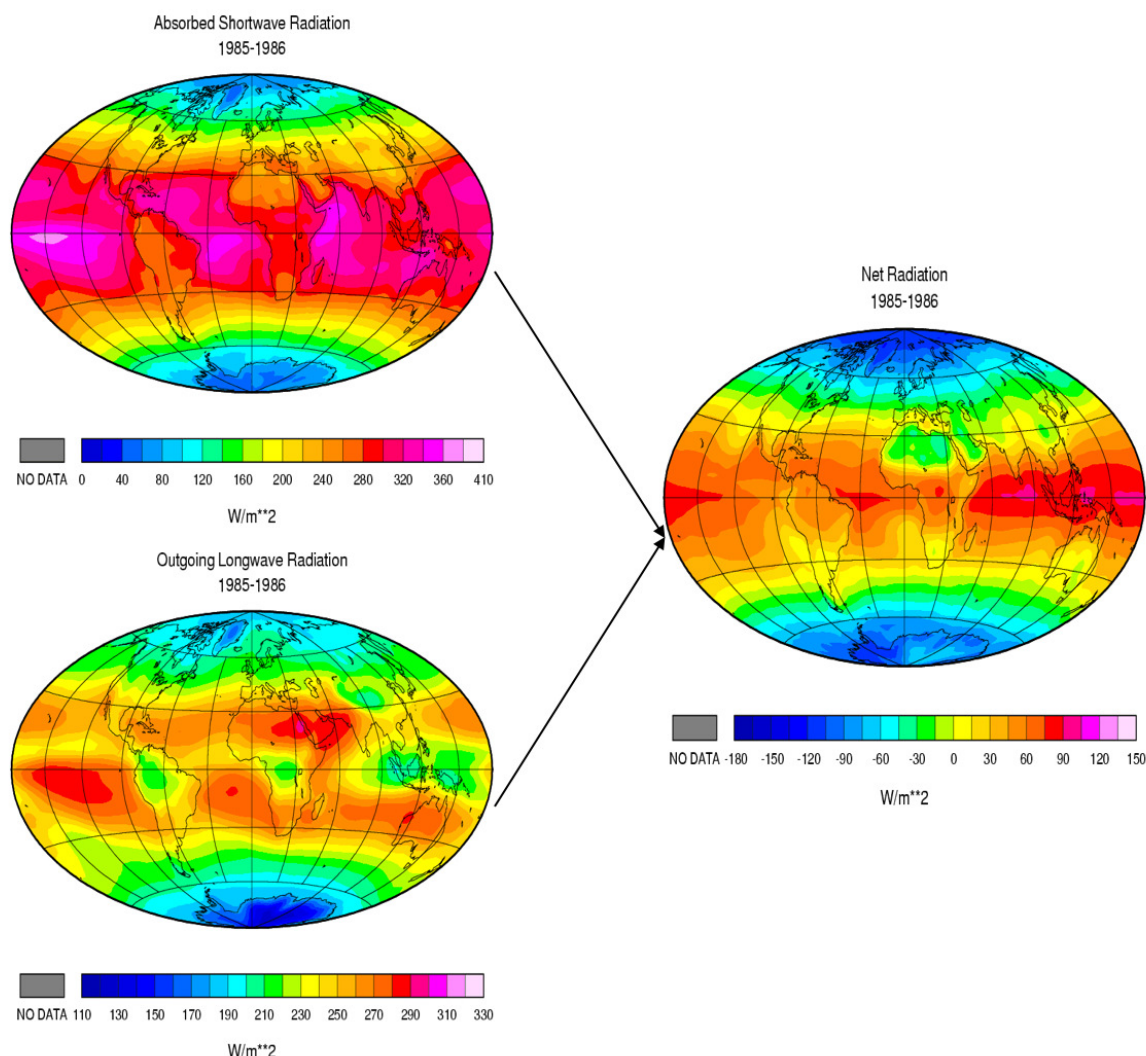 Absorbed Shortwave Radiation
1985-1986
NO DATA 0 40 80 120 160 200 240 280 320 360 410
W/m**2
Outgoing Longwave Radiation
1985-1986
NO DATA 110 130 150 170 190 210 230 250 270 290 310 330
W/m**2
Net Radiation
1985-1986
NO DATA -180 -150 -120 -90 -60 -30 0 30 60 90 120 150
W/m**2